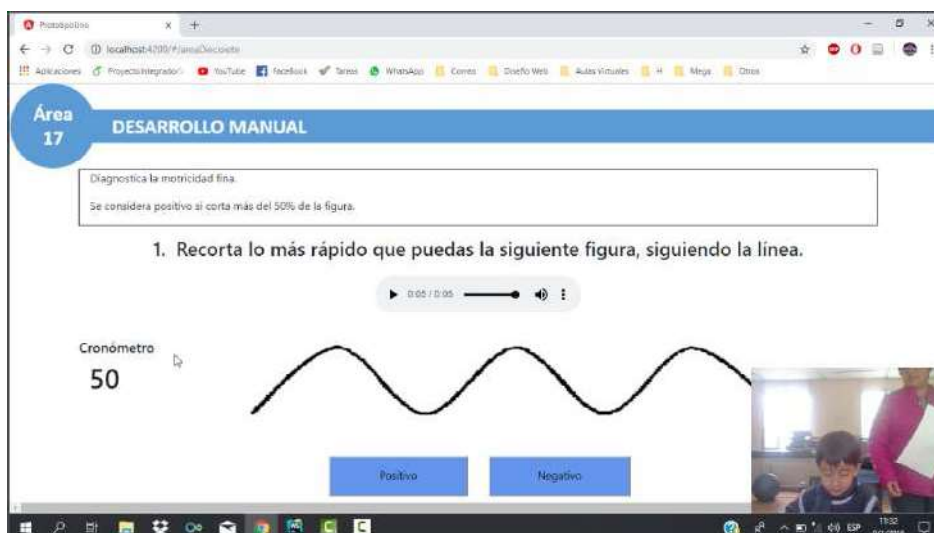 Prototipolino
localhost:4200/#/areaDiecisiete
Aplicaciones ProyectoIntegrador YouTube Facebook Tareas WhatsApp Correo Diseño Web Aulas Virtuales H Mega Otros
Área
17
DESARROLLO MANUAL
Diagnostica la motricidad fina.
Se considera positivo si corta más del 50% de la figura.
1. Recorta lo más rápido que puedas la siguiente figura, siguiendo la línea.
0:05 / 0:05
Cronómetro
50
Positivo Negativo
ESP 11:32